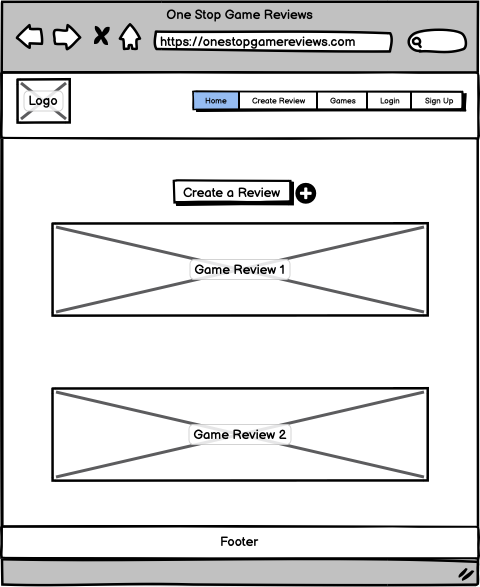 One Stop Game Reviews
https://onestopgamereviews.com
Logo
Home Create Review Games Login Sign Up
Create a Review
Game Review 1
Game Review 2
Footer